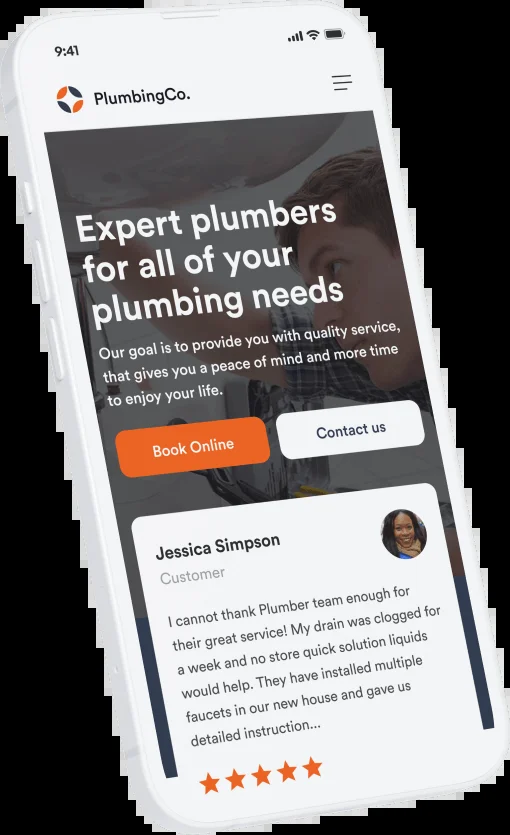 9:41
PlumbingCo.
Expert plumbers
for all of your
plumbing needs
Our goal is to provide you with quality service,
that gives you a peace of mind and more time
to enjoy your life.
Book Online
Contact us
Jessica Simpson
Customer
I cannot thank Plumber team enough for
their great service! My drain was clogged for
a week and no store quick solution liquids
would help. They have installed multiple
faucets in our new house and gave us
detailed instruction...